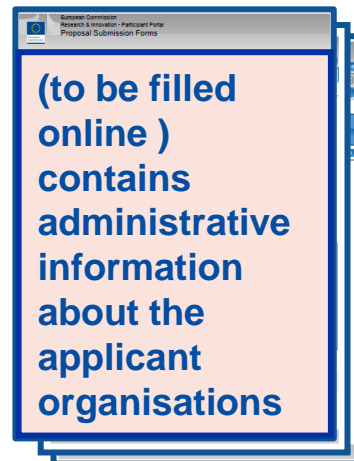 European Commission
Research & Innovation - Participant Portal
Proposal Submission Forms
(to be filled
online )
contains
administrative
information
about the
applicant
organisations